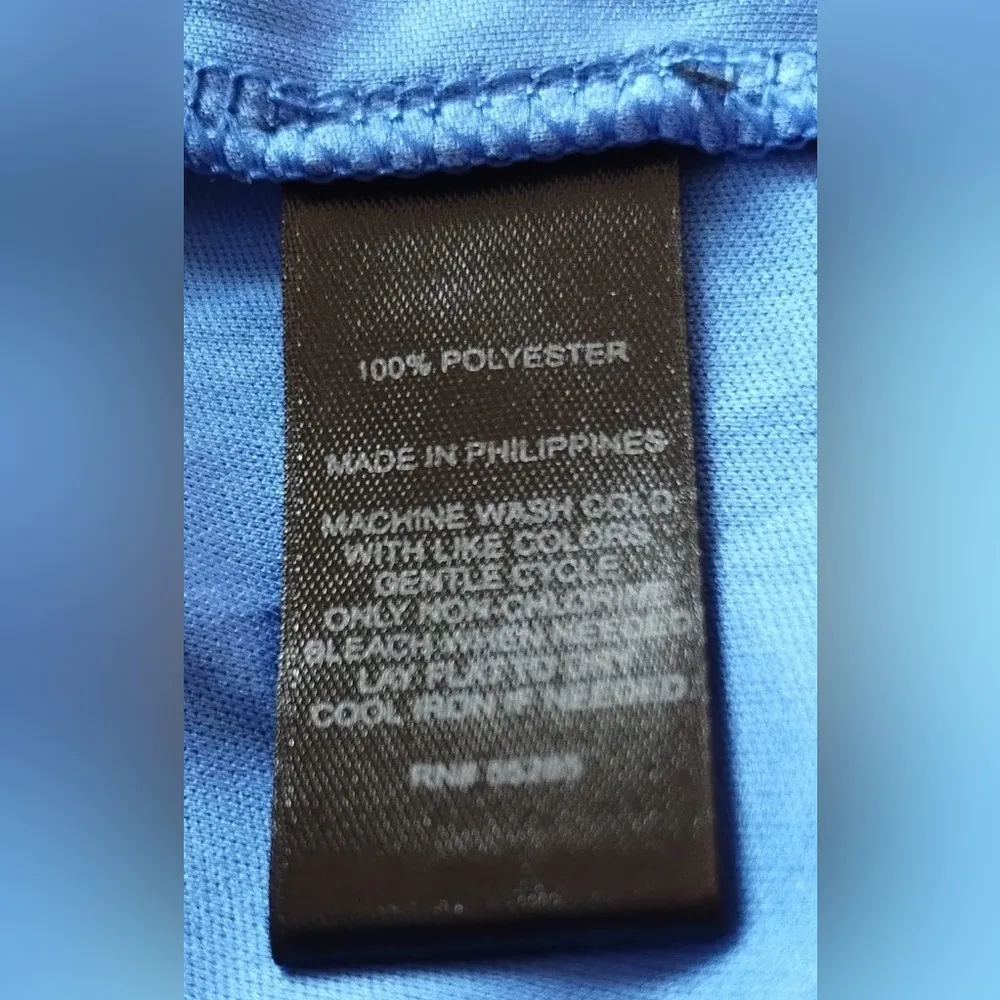 100% POLYESTER
MADE IN PHILIPPINES
MACHINE WASH COLD
WITH LIKE COLORS
GENTLE CYCLE
ONLY NON-CHLORINE
BLEACH WHEN NEEDED
LAY FLAT TO DRY
COOL IRON IF NEEDED
RN#